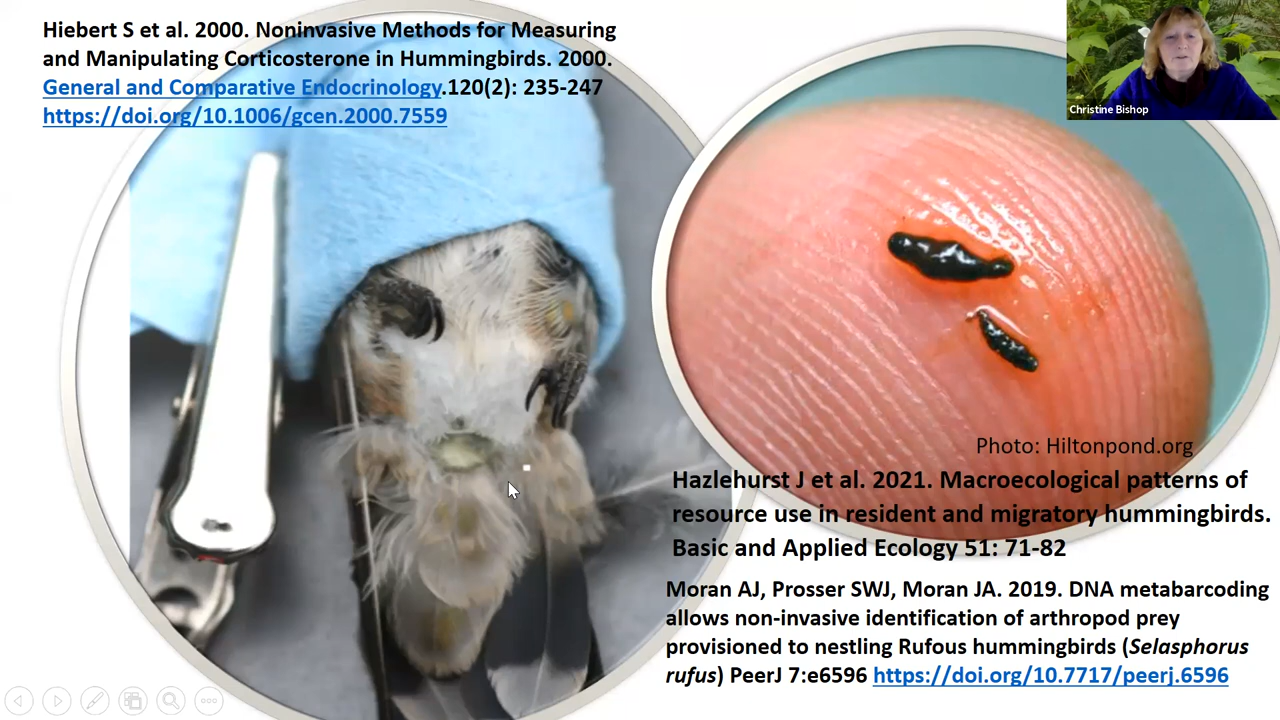 Hiebert S et al. 2000. Noninvasive Methods for Measuring
and Manipulating Corticosterone in Hummingbirds. 2000.
General and Comparative Endocrinology.120(2): 235-247
https://doi.org/10.1006/gcen.2000.7559
Christine Bishop
Photo: Hiltonpond.org
Hazlehurst J et al. 2021. Macroecological patterns of
resource use in resident and migratory hummingbirds.
Basic and Applied Ecology 51: 71-82
Moran AJ, Prosser SWJ, Moran JA. 2019. DNA metabarcoding
allows non-invasive identification of arthropod prey
provisioned to nestling Rufous hummingbirds (Selasphorus
rufus) PeerJ 7:e6596 https://doi.org/10.7717/peerj.6596